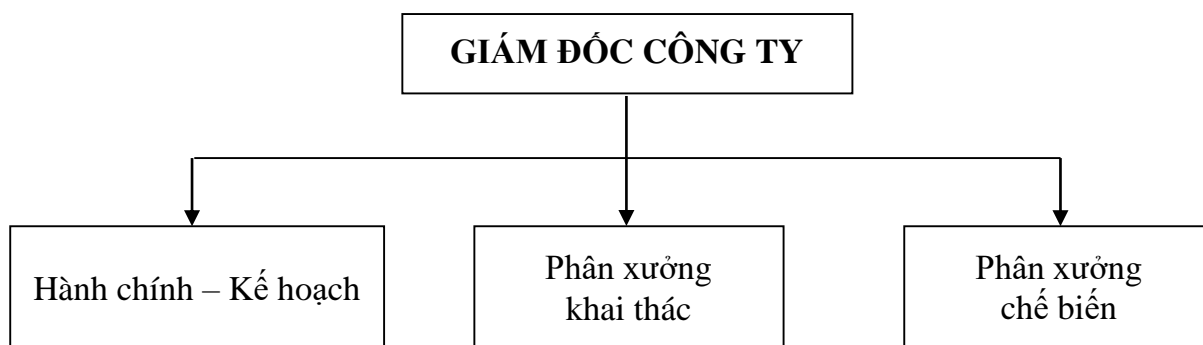 GIÁM ĐỐC CÔNG TY
Hành chính – Kế hoạch
Phân xưởng
khai thác
Phân xưởng
chế biến